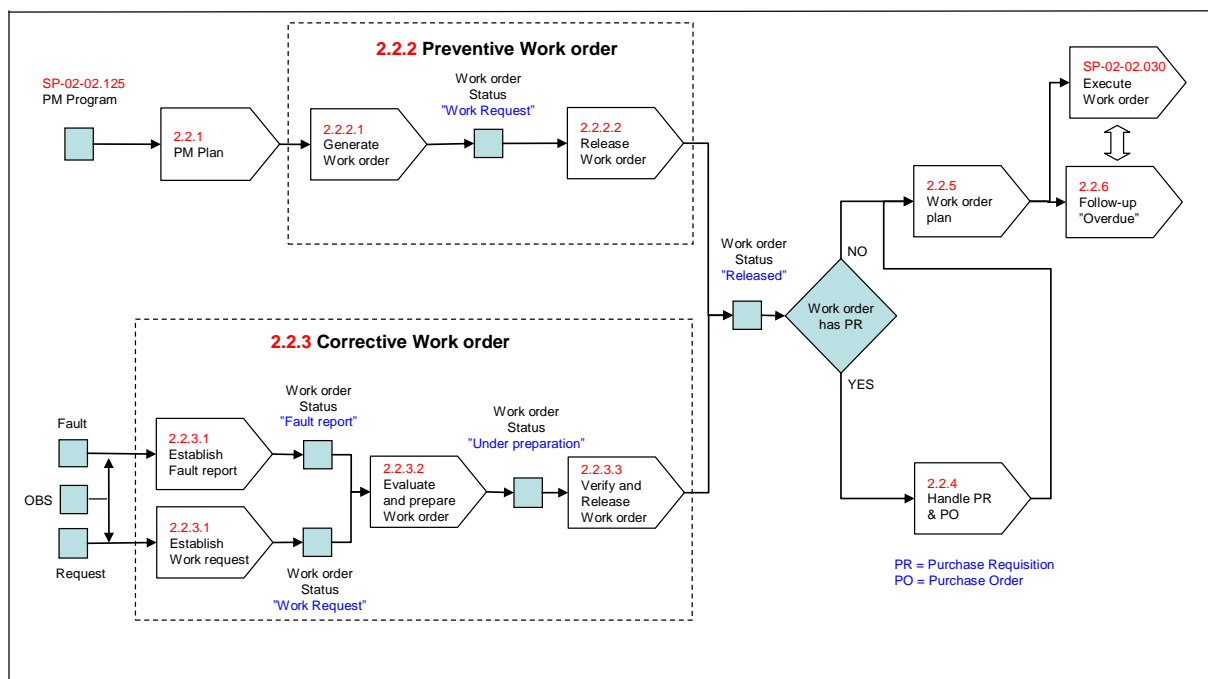 2.2.2 Preventive Work order
SP-02-02.125
PM Program
2.2.1
PM Plan
2.2.2.1
Generate
Work order
Work order
Status
"Work Request"
2.2.2.2
Release
Work order
SP-02-02.030
Execute
Work order
2.2.5
Work order
plan
2.2.6
Follow-up
"Overdue"
Work order
Status
"Released"
NO
Work order
has PR
YES
2.2.3 Corrective Work order
Fault
OBS
Request
2.2.3.1
Establish
Fault report
Work order
Status
"Fault report"
2.2.3.1
Establish
Work request
Work order
Status
"Work Request"
2.2.3.2
Evaluate
and prepare
Work order
Work order
Status
"Under preparation"
2.2.3.3
Verify and
Release
Work order
2.2.4
Handle PR
& PO
PR = Purchase Requisition
PO = Purchase Order